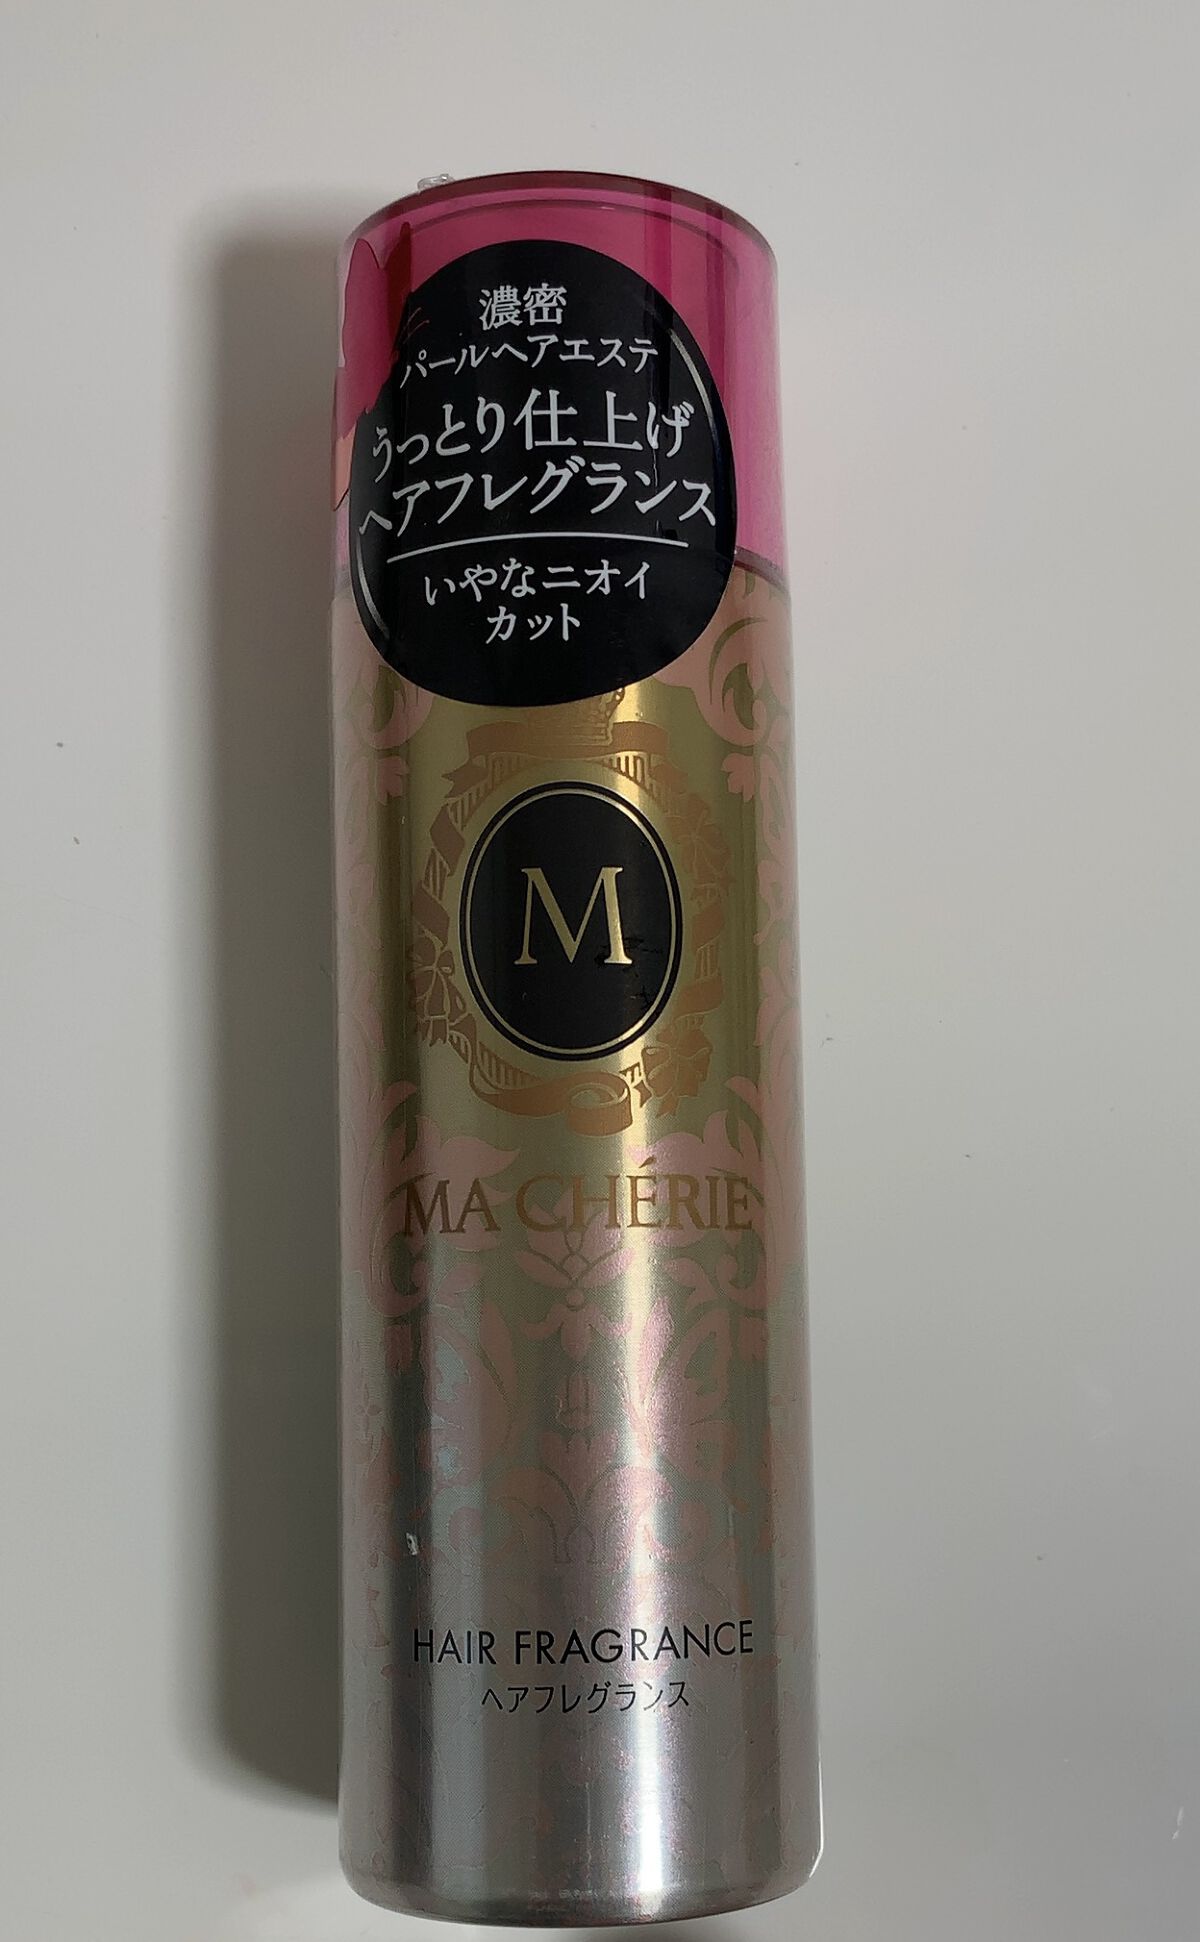 濃密
パールヘアエステ
うっとり仕上げ
ヘアフレグランス
いやなニオイ
カット
M
MA CHÉRIE
HAIR FRAGRANCE
ヘアフレグランス